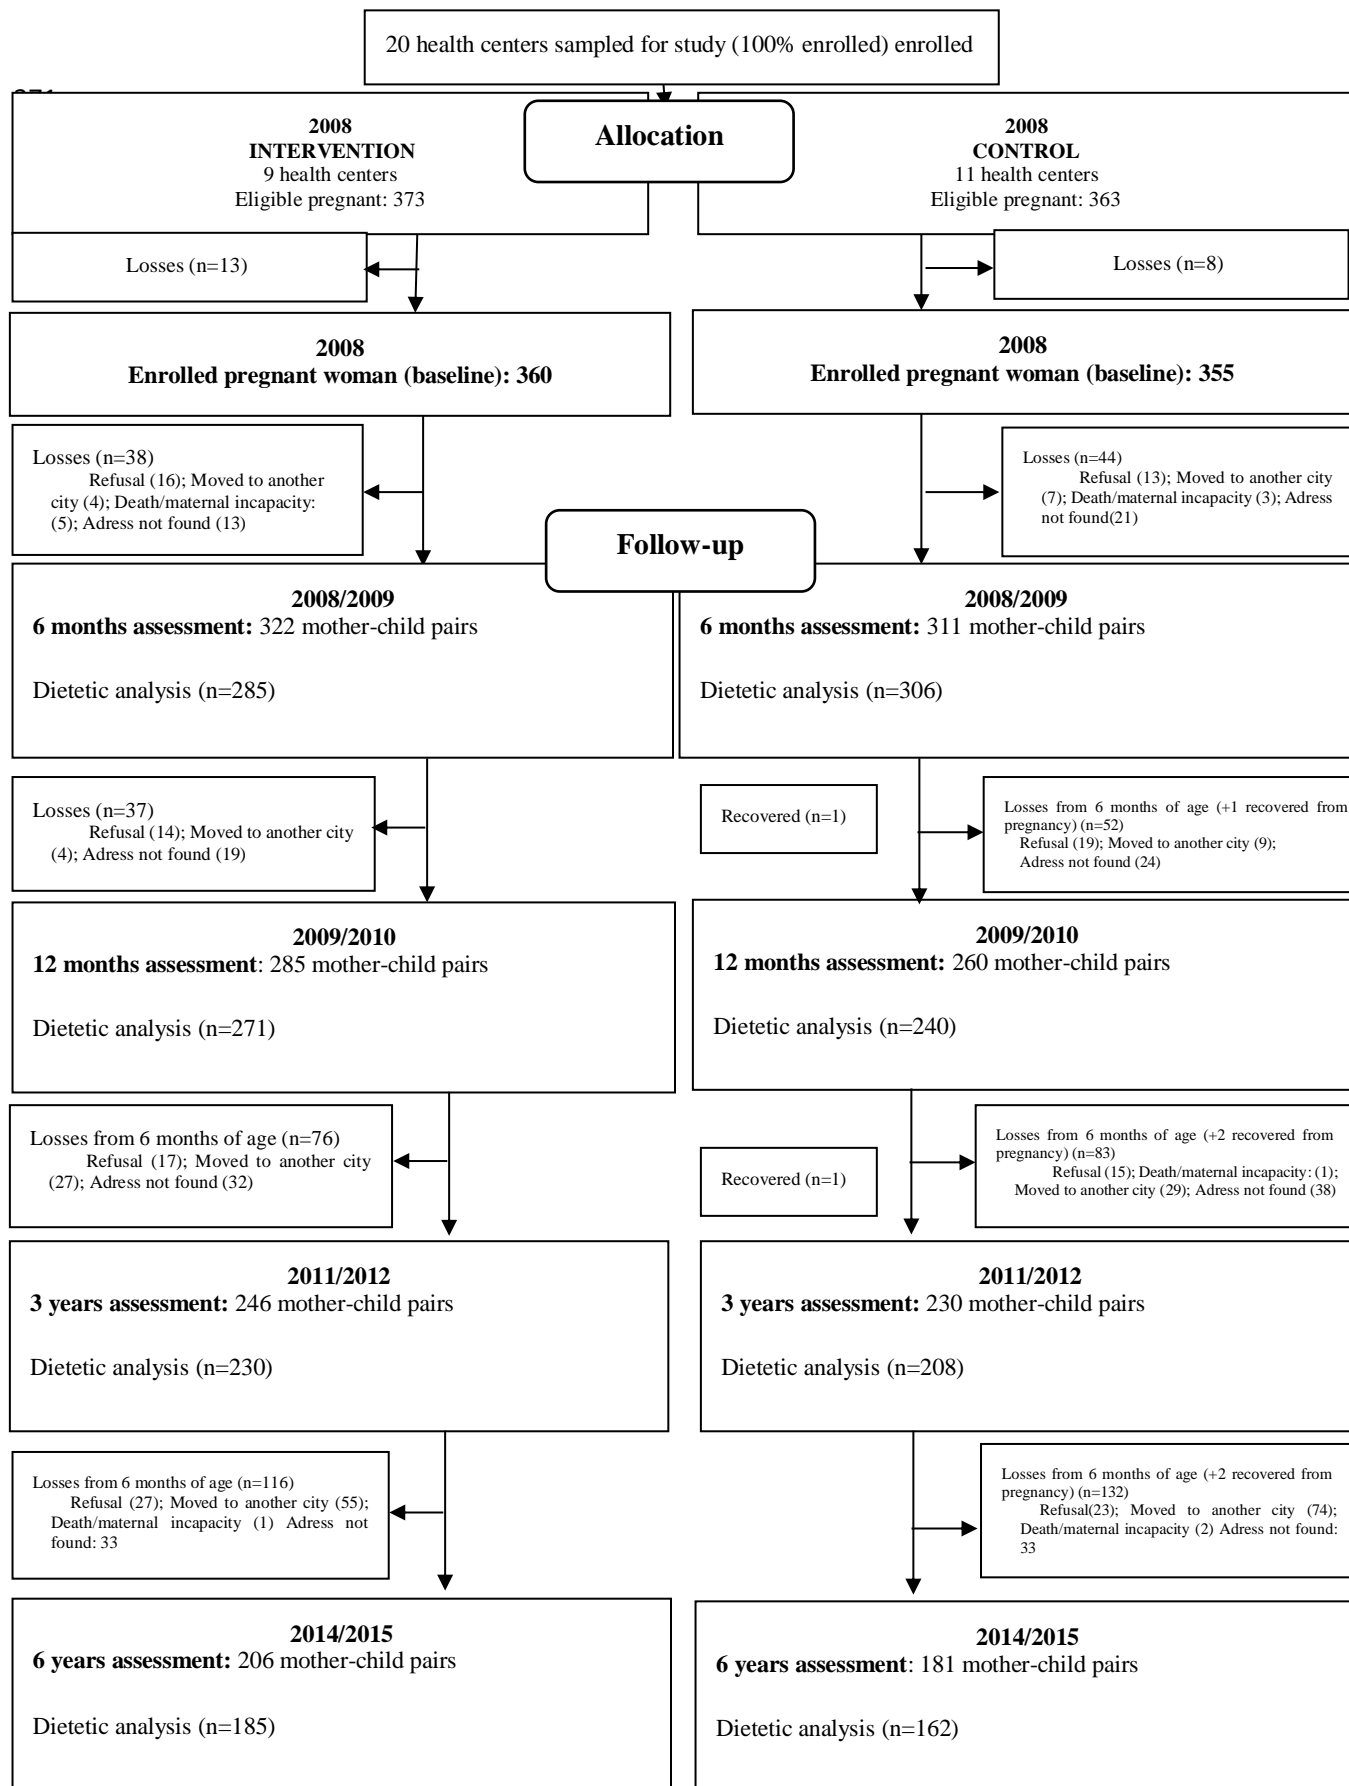 20 health centers sampled for study (100% enrolled) enrolled
Allocation
2008
INTERVENTION
9 health centers
Eligible pregnant: 373
2008
CONTROL
11 health centers
Eligible pregnant: 363
Losses (n=13)
Losses (n=8)
2008
Enrolled pregnant woman (baseline): 360
2008
Enrolled pregnant woman (baseline): 355
Losses (n=38)
Refusal (16); Moved to another
city (4); Death/maternal incapacity:
(5); Adress not found (13)
Losses (n=44)
Refusal (13); Moved to another city
(7); Death/maternal incapacity (3); Adress
not found(21)
Follow-up
2008/2009
6 months assessment: 322 mother-child pairs
Dietetic analysis (n=285)
2008/2009
6 months assessment: 311 mother-child pairs
Dietetic analysis (n=306)
Losses (n=37)
Refusal (14); Moved to another city
(4); Adress not found (19)
Recovered (n=1)
Losses from 6 months of age (+1 recovered from
pregnancy) (n=52)
Refusal (19); Moved to another city (9);
Adress not found (24)
2009/2010
12 months assessment: 285 mother-child pairs
Dietetic analysis (n=271)
2009/2010
12 months assessment: 260 mother-child pairs
Dietetic analysis (n=240)
Losses from 6 months of age (n=76)
Refusal (17); Moved to another city
(27); Adress not found (32)
Recovered (n=1)
Losses from 6 months of age (+2 recovered from
pregnancy) (n=83)
Refusal (15); Death/maternal incapacity: (1);
Moved to another city (29); Adress not found (38)
2011/2012
3 years assessment: 246 mother-child pairs
Dietetic analysis (n=230)
2011/2012
3 years assessment: 230 mother-child pairs
Dietetic analysis (n=208)
Losses from 6 months of age (n=116)
Refusal (27); Moved to another city (55);
Death/maternal incapacity (1) Adress not
found: 33
Losses from 6 months of age (+2 recovered from
pregnancy) (n=132)
Refusal(23); Moved to another city (74);
Death/maternal incapacity (2) Adress not found:
33
2014/2015
6 years assessment: 206 mother-child pairs
Dietetic analysis (n=185)
2014/2015
6 years assessment: 181 mother-child pairs
Dietetic analysis (n=162)